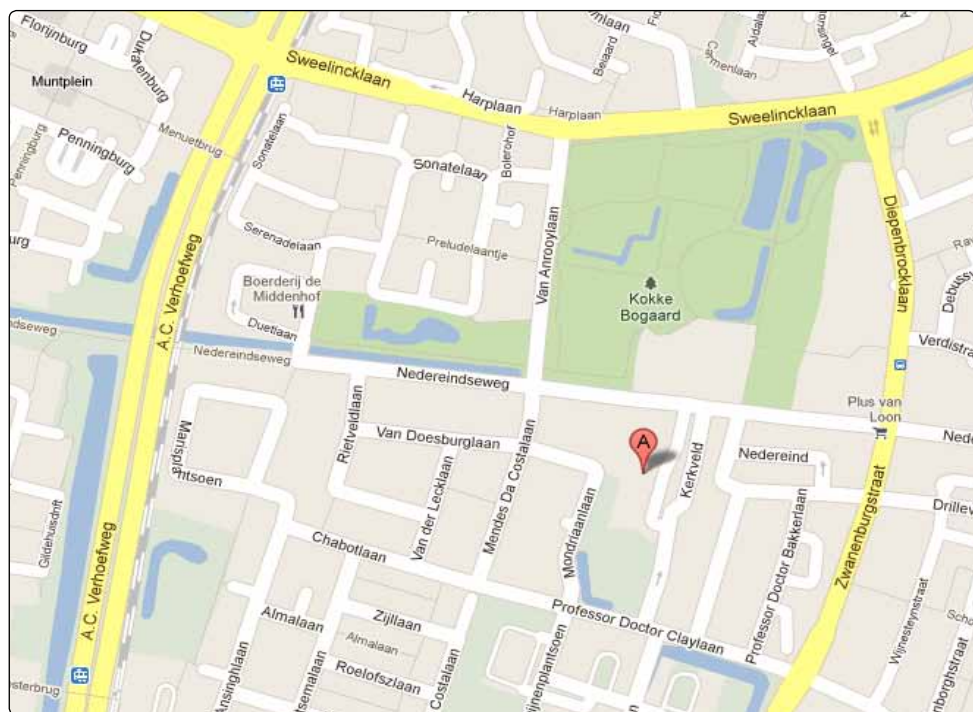 Florijnburg
Dukatenburg
Muntplein
Sweelincklaan
Harplaan
Beiaard
Harplaan
Carmenlaan
Sweelincklaan
Penningburg
Menuetbrug
Penningburg
Sonatelaan
Sonatelaan
Bolerohof
Serenadelaan
Preludelaantje
Van Anrooylaan
Diepenbrocklaan
A.C. Verhoefweg
Boerderij de
Middenhof
Kokke
Bogaard
Duetlaan
Nedereindseweg
Nedereindseweg
Plus van
Loon
Marisplantsoen
Rietveldlaan
Van Doesburglaan
Van der Lecklaan
Mendes Da Costalaan
A
Kerkveld
Nedereind
Gildehuisdrift
A.C. Verhoefweg
Chabotlaan
Mondriaanlaan
Professor Doctor Bakkerlaan
Zwanenburgstraat
Professor Doctor Claylaan
Wijnesteynstraat
Almalaan
Zijllaan
Almalaan
Roelofszlaan
Ansinghlaan
Costalaan